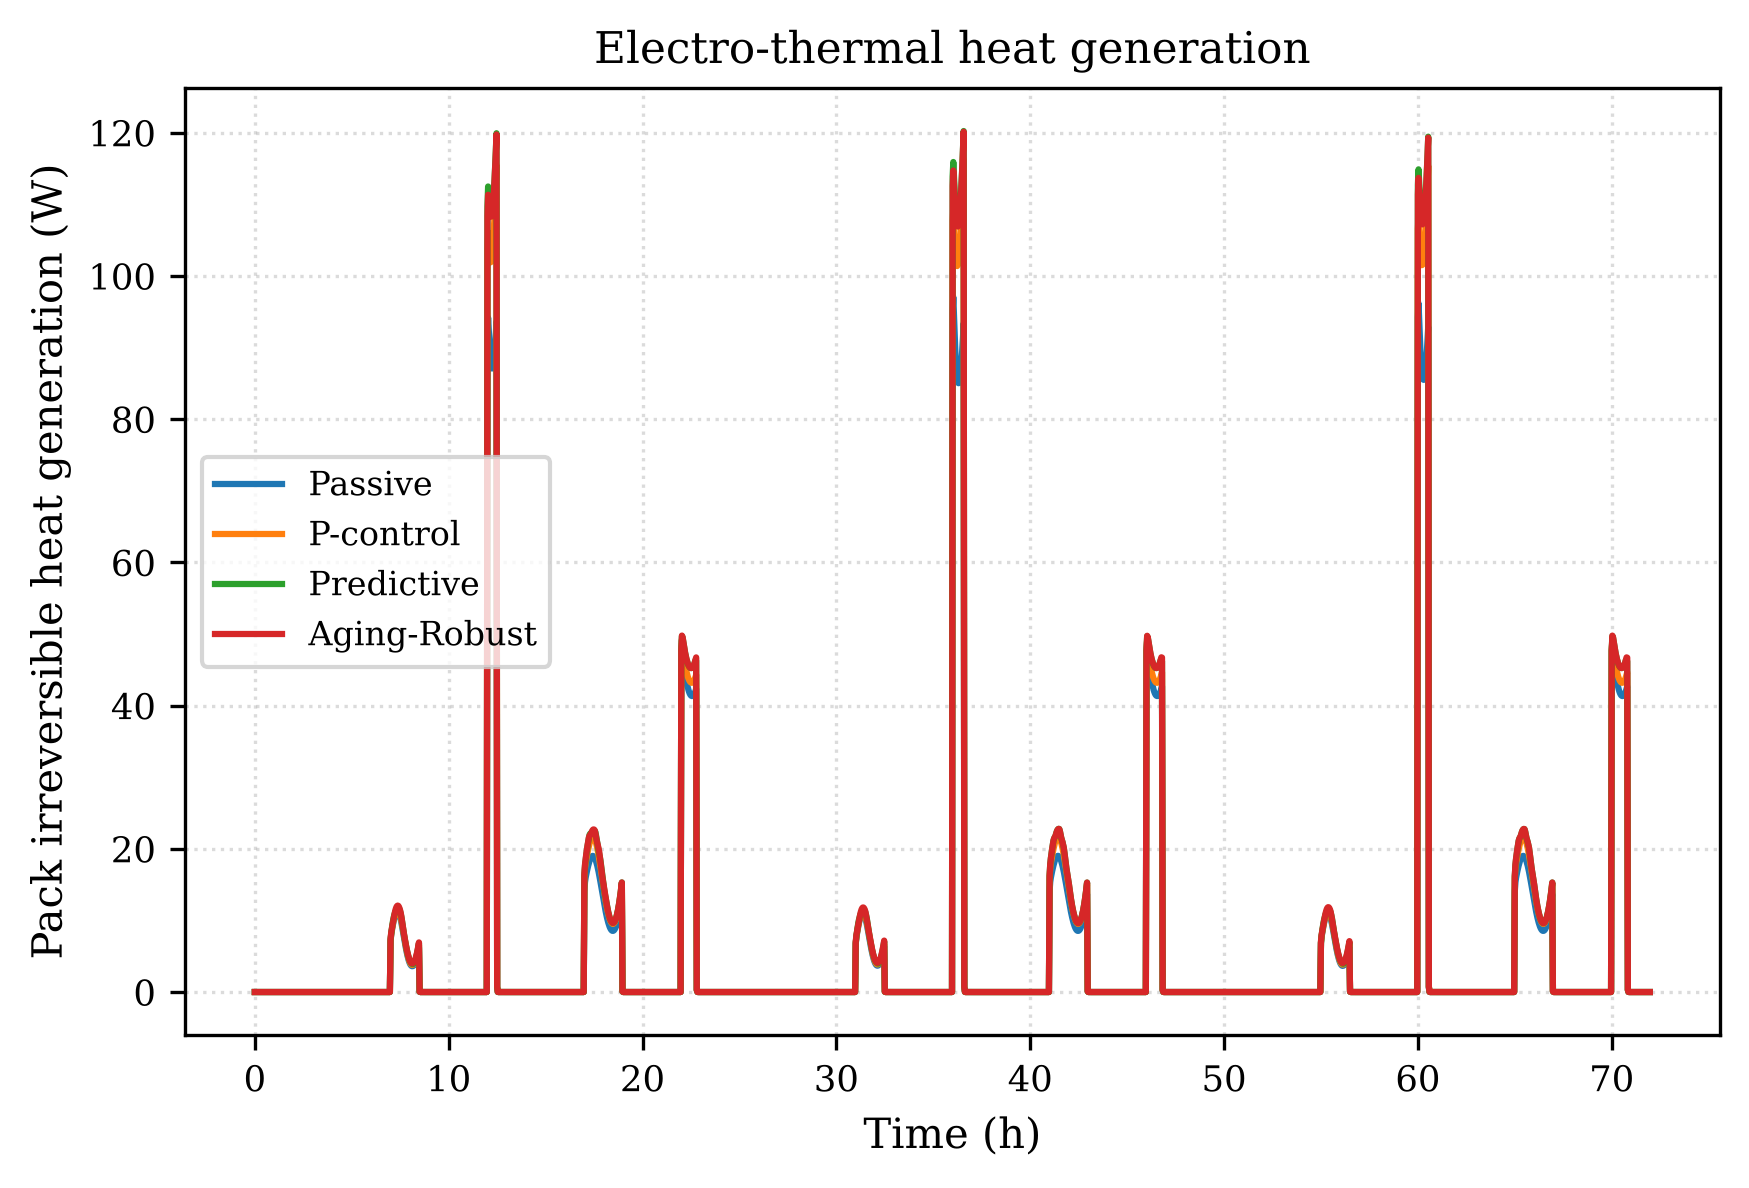 Electro-thermal heat generation
Pack irreversible heat generation (W)
120
100
80
60
40
20
0
Passive
P-control
Predictive
Aging-Robust
0 10 20 30 40 50 60 70
Time (h)